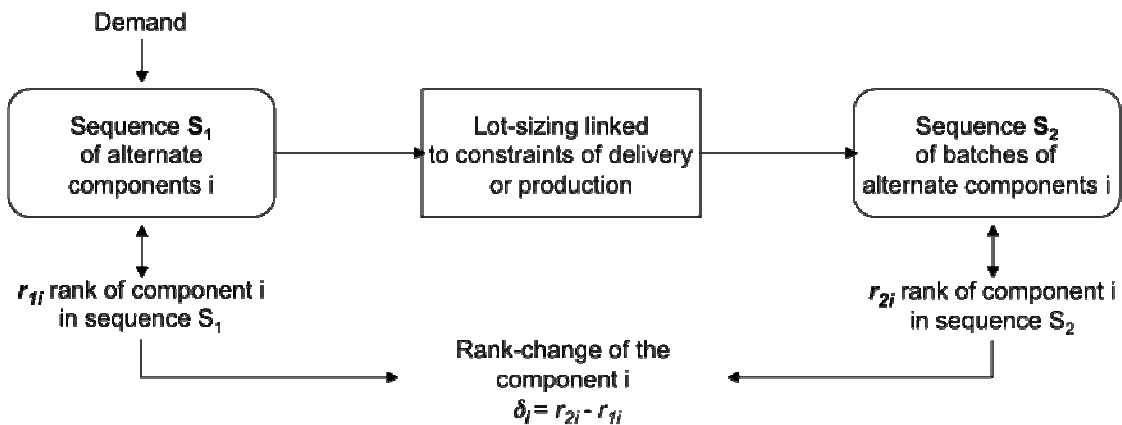 Demand
Sequence S₁
of alternate
components i
Lot-sizing linked
to constraints of delivery
or production
Sequence S₂
of batches of
alternate components i
r₁ᵢ rank of component i
in sequence S₁
r₂ᵢ rank of component i
in sequence S₂
Rank-change of the
component i
δᵢ = r₂ᵢ - r₁ᵢ